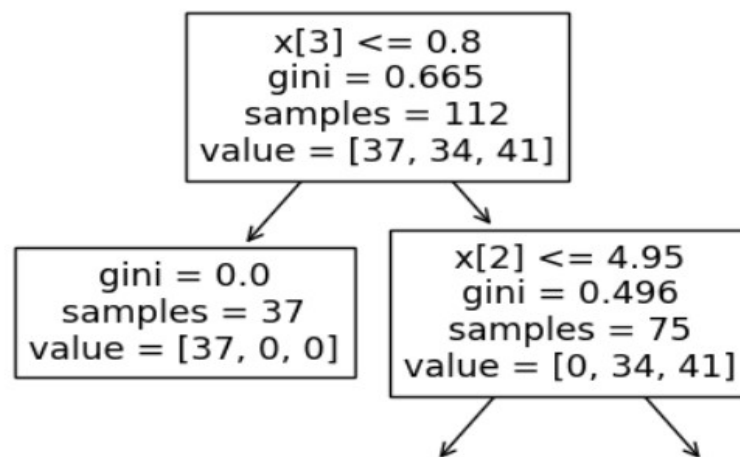 x[3] <= 0.8
gini = 0.665
samples = 112
value = [37, 34, 41]
gini = 0.0
samples = 37
value = [37, 0, 0]
x[2] <= 4.95
gini = 0.496
samples = 75
value = [0, 34, 41]